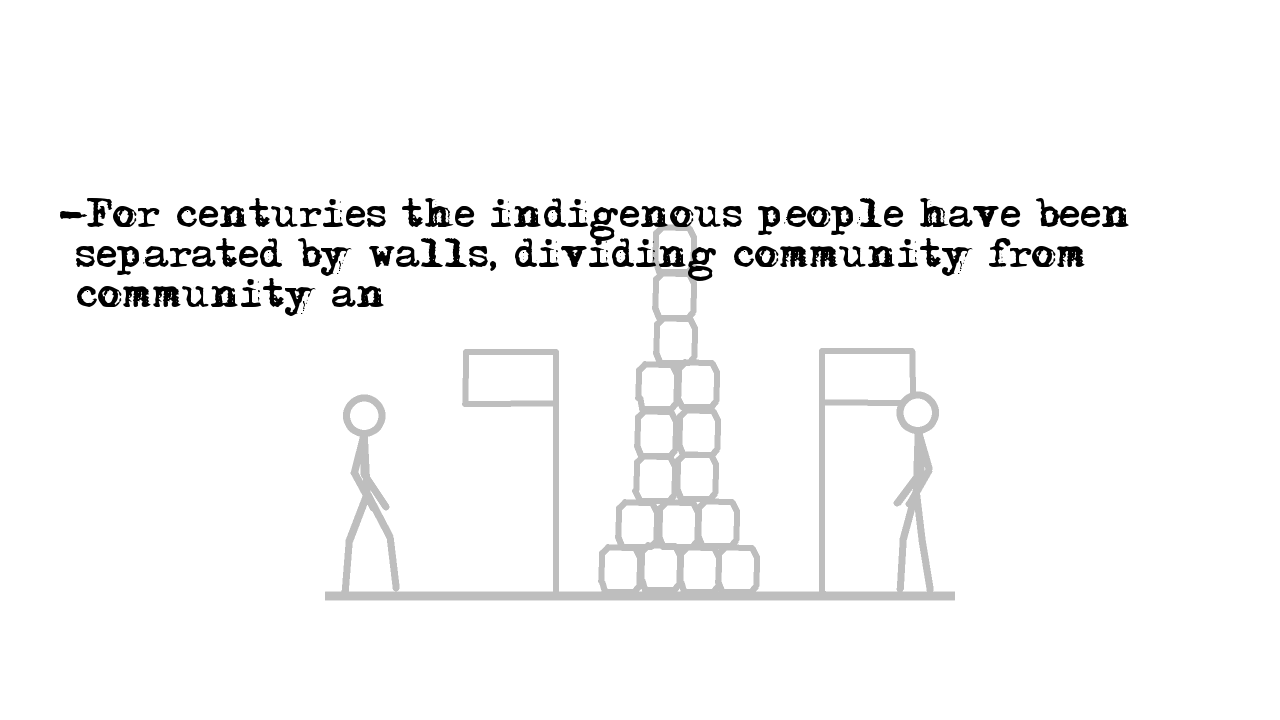 -For centuries the indigenous people have been
separated by walls, dividing community from
community an